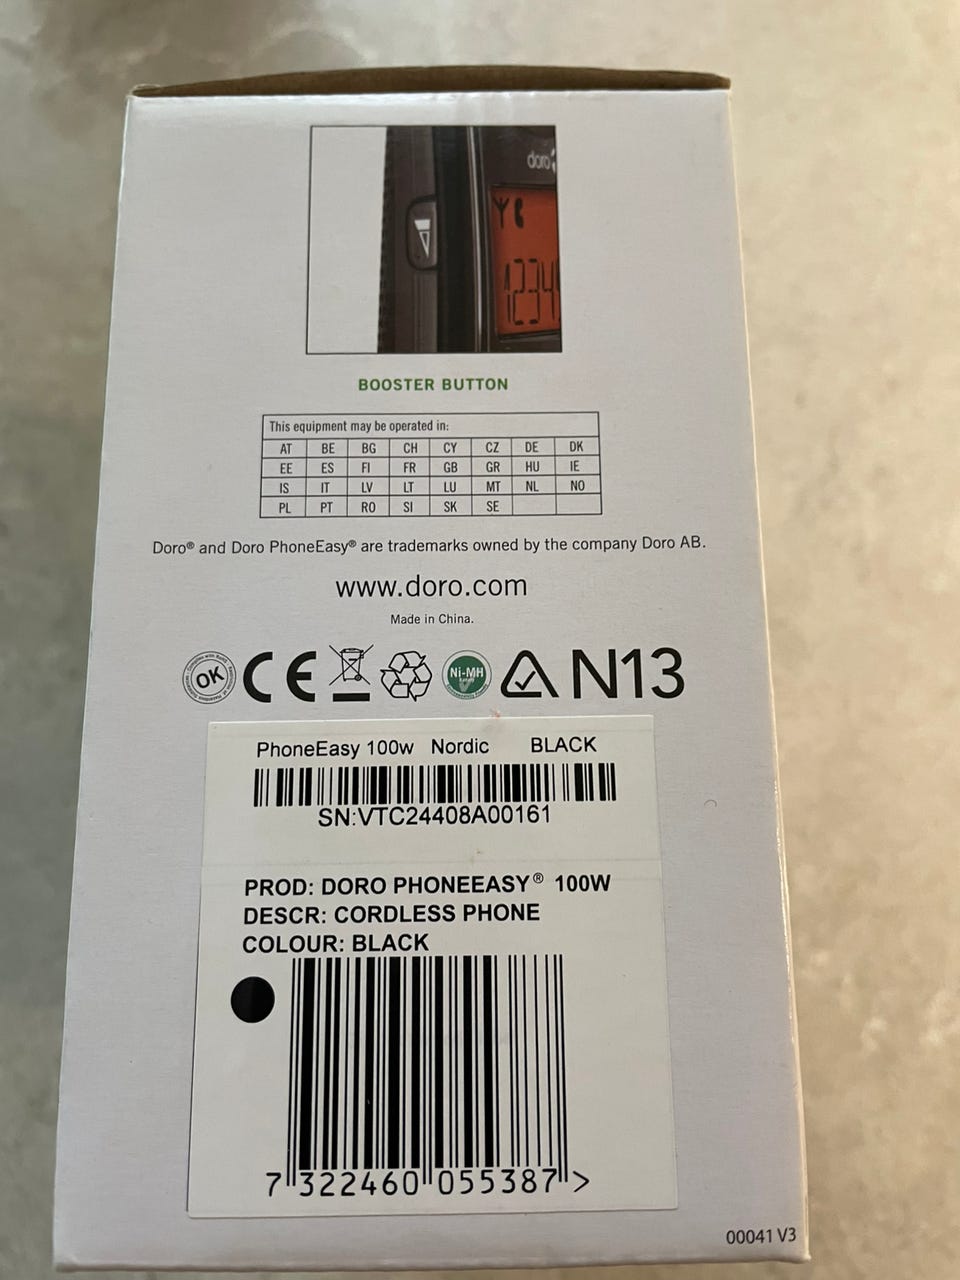 doro
1234
BOOSTER BUTTON
This equipment may be operated in:
AT BE BG CH CY CZ DE DK
EE ES FI FR GB GR HU IE
IS IT LV LT LU MT NL NO
PL PT RO SI SK SE
Doro® and Doro PhoneEasy® are trademarks owned by the company Doro AB.
www.doro.com
Made in China.
OK CE Ni-MH N13
PhoneEasy 100w Nordic BLACK
SN:VTC24408A00161
PROD: DORO PHONEEASY® 100W
DESCR: CORDLESS PHONE
COLOUR: BLACK
7 322460 055387 >
00041 V3